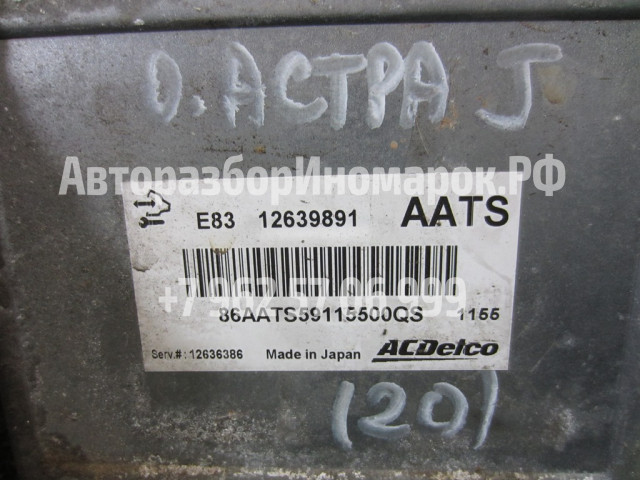 О. АСТРА J
АвторазборИномарок.РФ
E83 12639891 AATS
+7 962 57 06 999
86AATS59115500QS 1155
Serv.#: 12636386 Made in Japan ACDelco
(20)